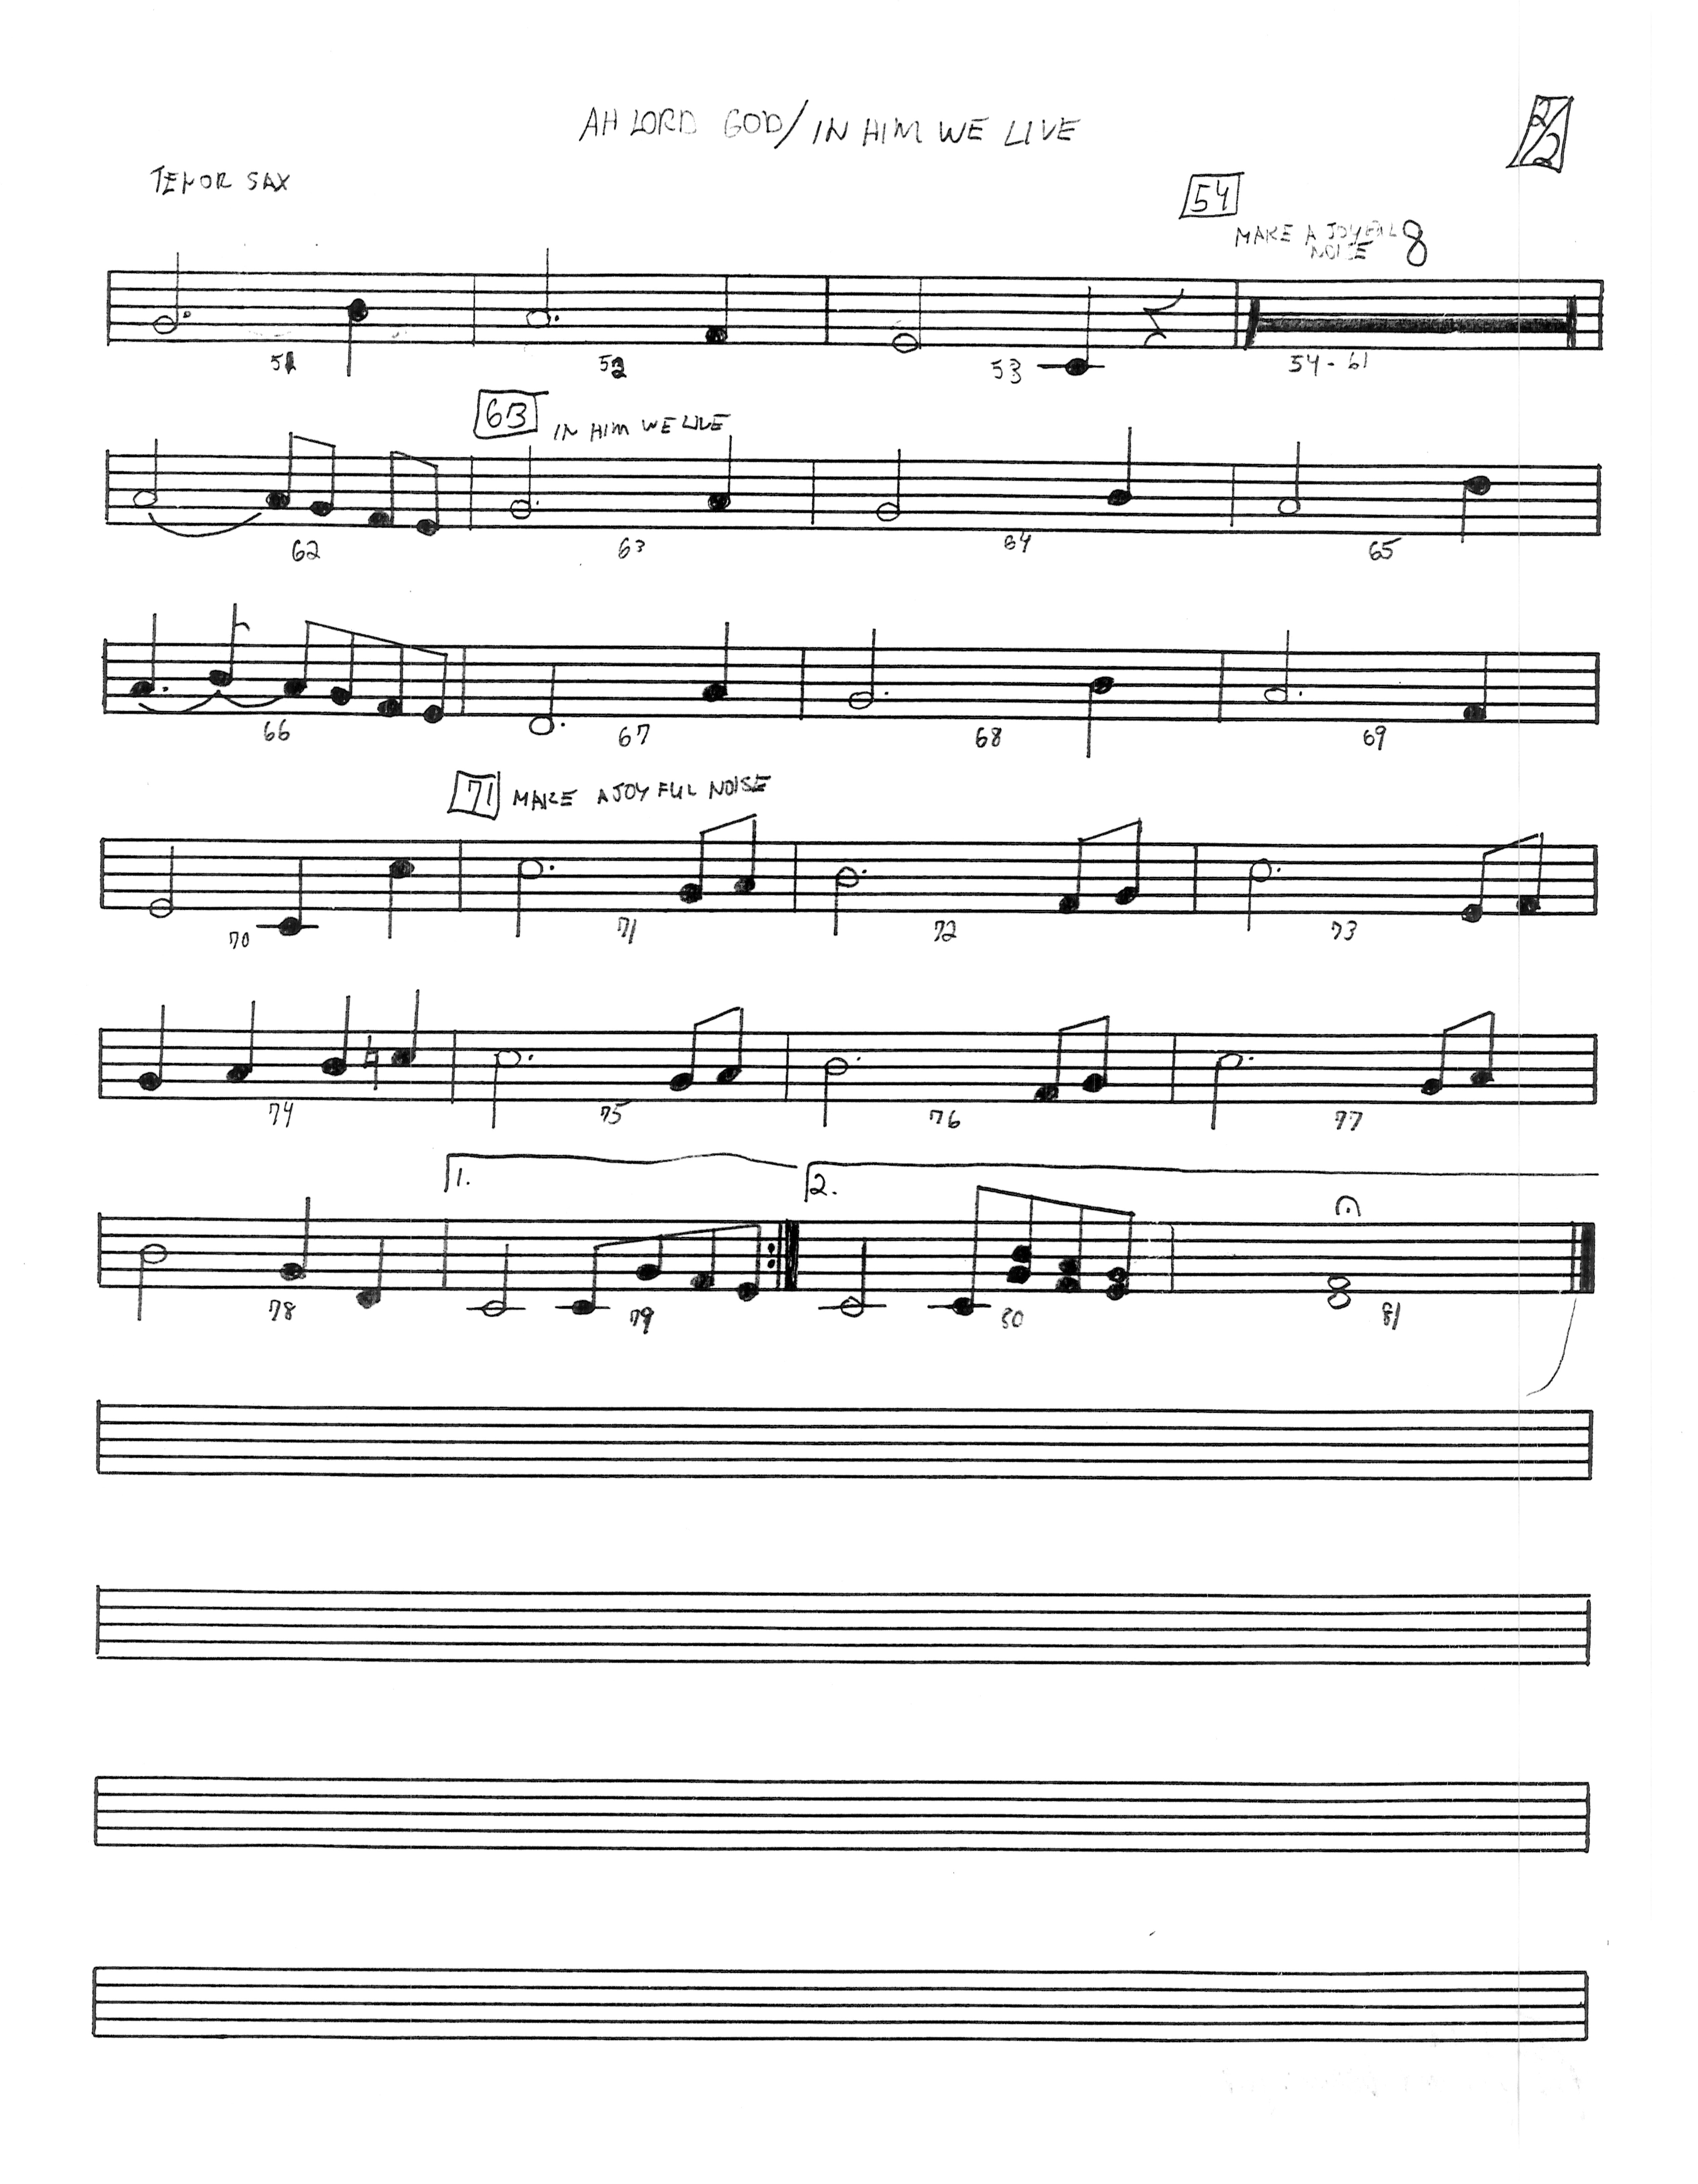 AH LORD GOD/IN HIM WE LIVE
2/2
TENOR SAX
54
MAKE A JOYFUL 8
NOISE
51 52 53 54-61
63 IN HIM WE LIVE
62 63 64 65
66 67 68 69
71 MAKE A JOYFUL NOISE
70 71 72 73
74 75 76 77
1. 2.
78 79 80 81